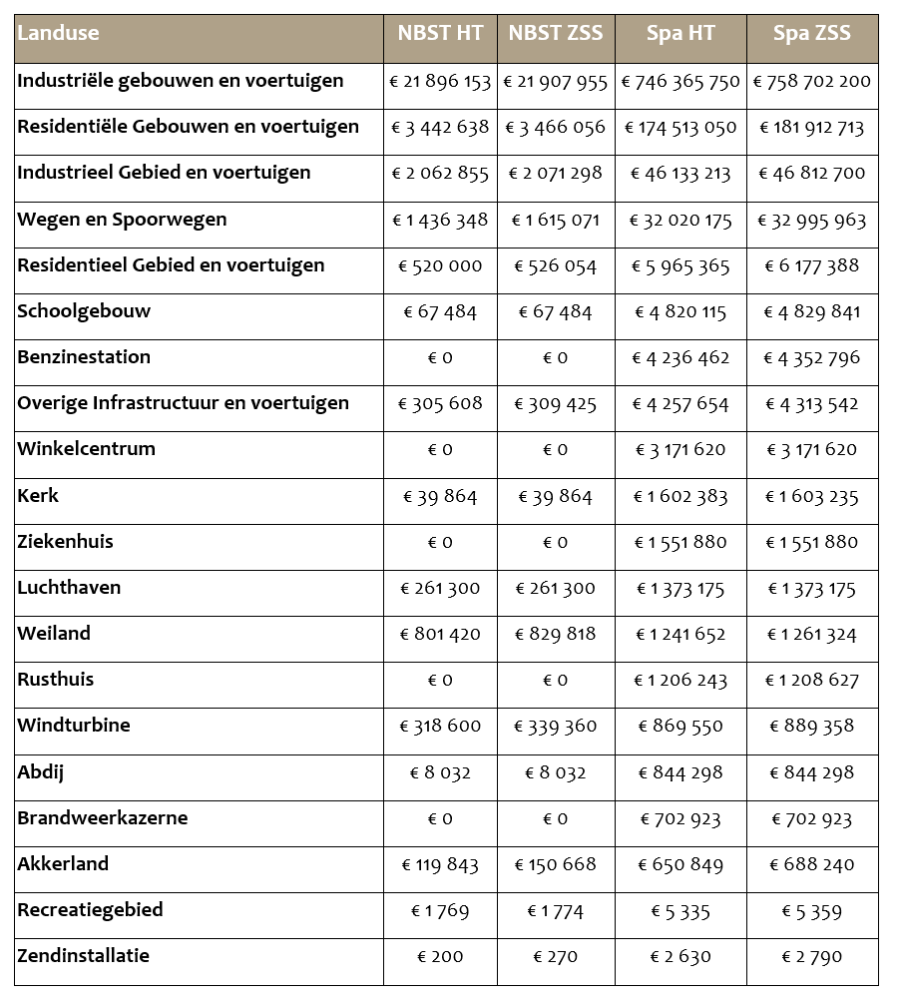 Landuse NBST HT NBST ZSS Spa HT Spa ZSS
Industriële gebouwen en voertuigen € 21 896 153 € 21 907 955 € 746 365 750 € 758 702 200
Residentiële Gebouwen en voertuigen € 3 442 638 € 3 466 056 € 174 513 050 € 181 912 713
Industrieel Gebied en voertuigen € 2 062 855 € 2 071 298 € 46 133 213 € 46 812 700
Wegen en Spoorwegen € 1 436 348 € 1 615 071 € 32 020 175 € 32 995 963
Residentieel Gebied en voertuigen € 520 000 € 526 054 € 5 965 365 € 6 177 388
Schoolgebouw € 67 484 € 67 484 € 4 820 115 € 4 829 841
Benzinestation € 0 € 0 € 4 236 462 € 4 352 796
Overige Infrastructuur en voertuigen € 305 608 € 309 425 € 4 257 654 € 4 313 542
Winkelcentrum € 0 € 0 € 3 171 620 € 3 171 620
Kerk € 39 864 € 39 864 € 1 602 383 € 1 603 235
Ziekenhuis € 0 € 0 € 1 551 880 € 1 551 880
Luchthaven € 261 300 € 261 300 € 1 373 175 € 1 373 175
Weiland € 801 420 € 829 818 € 1 241 652 € 1 261 324
Rusthuis € 0 € 0 € 1 206 243 € 1 208 627
Windturbine € 318 600 € 339 360 € 869 550 € 889 358
Abdij € 8 032 € 8 032 € 844 298 € 844 298
Brandweerkazerne € 0 € 0 € 702 923 € 702 923
Akkerland € 119 843 € 150 668 € 650 849 € 688 240
Recreatiegebied € 1 769 € 1 774 € 5 335 € 5 359
Zendinstallatie € 200 € 270 € 2 630 € 2 790